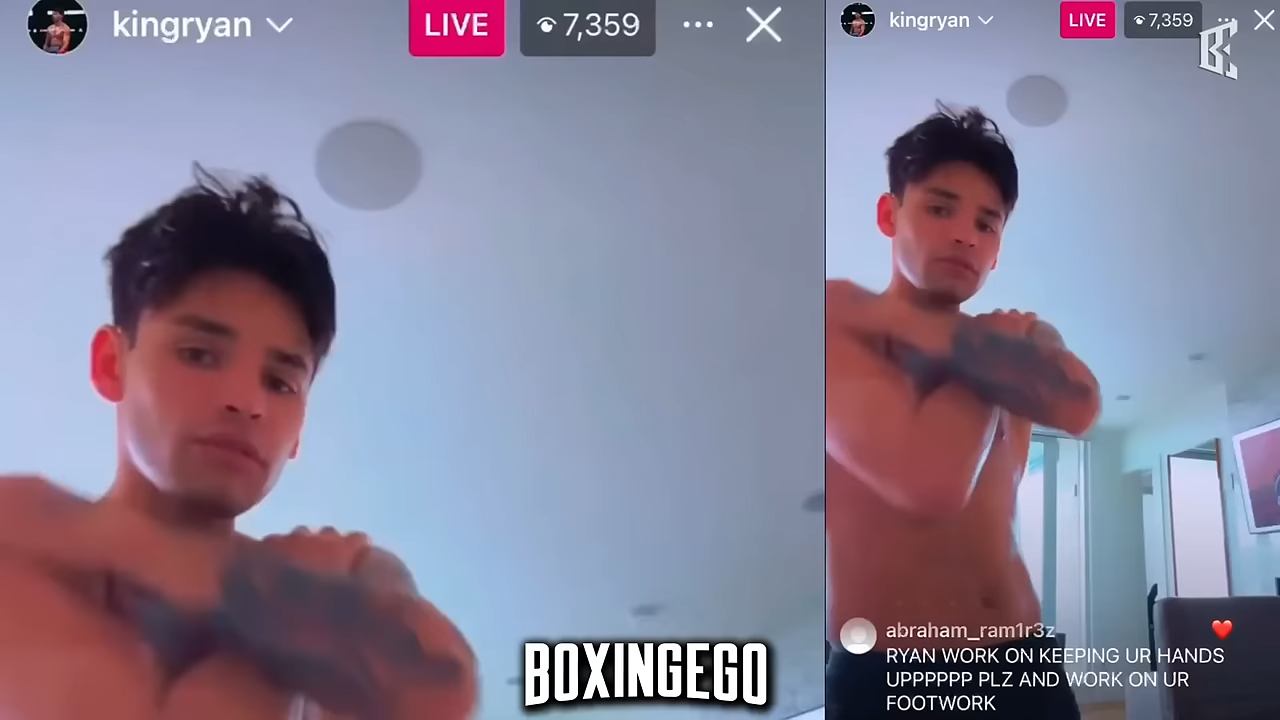 kingryan
LIVE
7,359
kingryan
LIVE
7,359
BOXINGEGO
abraham_ram1r3z
RYAN WORK ON KEEPING UR HANDS
UPPPPPP PLZ AND WORK ON UR
FOOTWORK